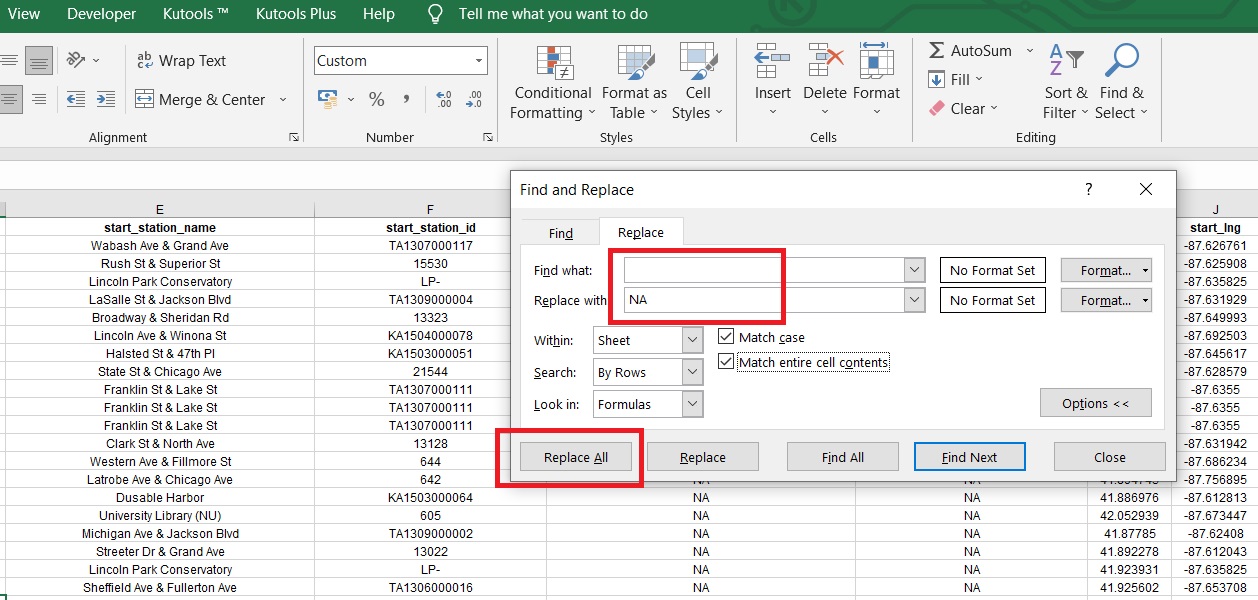 View Developer Kutools ™ Kutools Plus Help Tell me what you want to do
ab Wrap Text
Merge & Center
Alignment
Custom
% , .00 .00
Number
Conditional Formatting
Format as Table
Cell Styles
Styles
Insert Delete Format
Cells
AutoSum
Fill
Clear
Sort & Filter
Find & Select
Editing
Find and Replace ? ×
Find Replace
Find what: No Format Set Format...
Replace with NA No Format Set Format...
Within: Sheet Match case
Search: By Rows Match entire cell contents
Look in: Formulas
Options <<
Replace All Replace Find All Find Next Close
E F J
start_station_name start_station_id start_lng
Wabash Ave & Grand Ave TA1307000117 -87.626761
Rush St & Superior St 15530 -87.625908
Lincoln Park Conservatory LP- -87.635825
LaSalle St & Jackson Blvd TA1309000004 -87.631929
Broadway & Sheridan Rd 13323 -87.649993
Lincoln Ave & Winona St KA1504000078 -87.692503
Halsted St & 47th Pl KA1503000051 -87.645617
State St & Chicago Ave 21544 -87.628579
Franklin St & Lake St TA1307000111 -87.6355
Franklin St & Lake St TA1307000111 -87.6355
Franklin St & Lake St TA1307000111 -87.6355
Clark St & North Ave 13128 -87.631942
Western Ave & Fillmore St 644 -87.686234
Latrobe Ave & Chicago Ave 642 NA NA -87.756895
Dusable Harbor KA1503000064 NA NA 41.886976 -87.612813
University Library (NU) 605 NA NA 42.052939 -87.673447
Michigan Ave & Jackson Blvd TA1309000002 NA NA 41.87785 -87.62408
Streeter Dr & Grand Ave 13022 NA NA 41.892278 -87.612043
Lincoln Park Conservatory LP- NA NA 41.923931 -87.635825
Sheffield Ave & Fullerton Ave TA1306000016 NA NA 41.925602 -87.653708